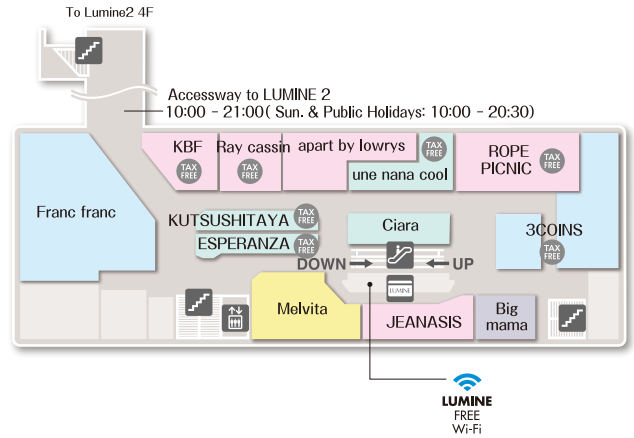 To Lumine2 4F
Accessway to LUMINE 2
10:00 - 21:00( Sun. & Public Holidays: 10:00 - 20:30)
KBF
TAX
FREE
Ray cassin
TAX
FREE
apart by lowrys
TAX
FREE
une nana cool
ROPE
PICNIC
TAX
FREE
Franc franc
KUTSUSHITAYA
TAX
FREE
ESPERANZA
TAX
FREE
Ciara
3COINS
TAX
FREE
DOWN
UP
LUMINE
Melvita
JEANASIS
Big
mama
LUMINE
FREE
Wi-Fi